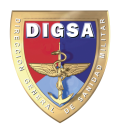 DIGSA
DIRECCION GENERAL DE SANIDAD MILITAR